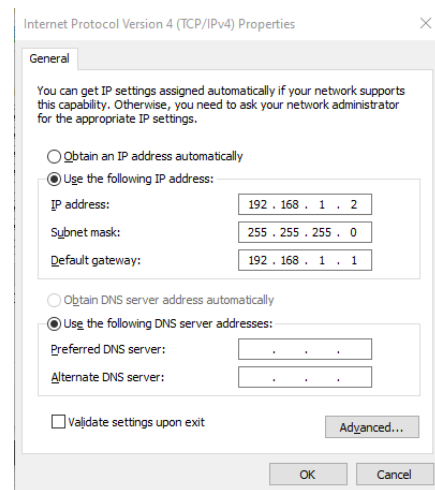 Internet Protocol Version 4 (TCP/IPv4) Properties
General
You can get IP settings assigned automatically if your network supports
this capability. Otherwise, you need to ask your network administrator
for the appropriate IP settings.
Obtain an IP address automatically
Use the following IP address:
IP address: 192 . 168 . 1 . 2
Subnet mask: 255 . 255 . 255 . 0
Default gateway: 192 . 168 . 1 . 1
Obtain DNS server address automatically
Use the following DNS server addresses:
Preferred DNS server: . . .
Alternate DNS server: . . .
Validate settings upon exit
Advanced...
OK Cancel